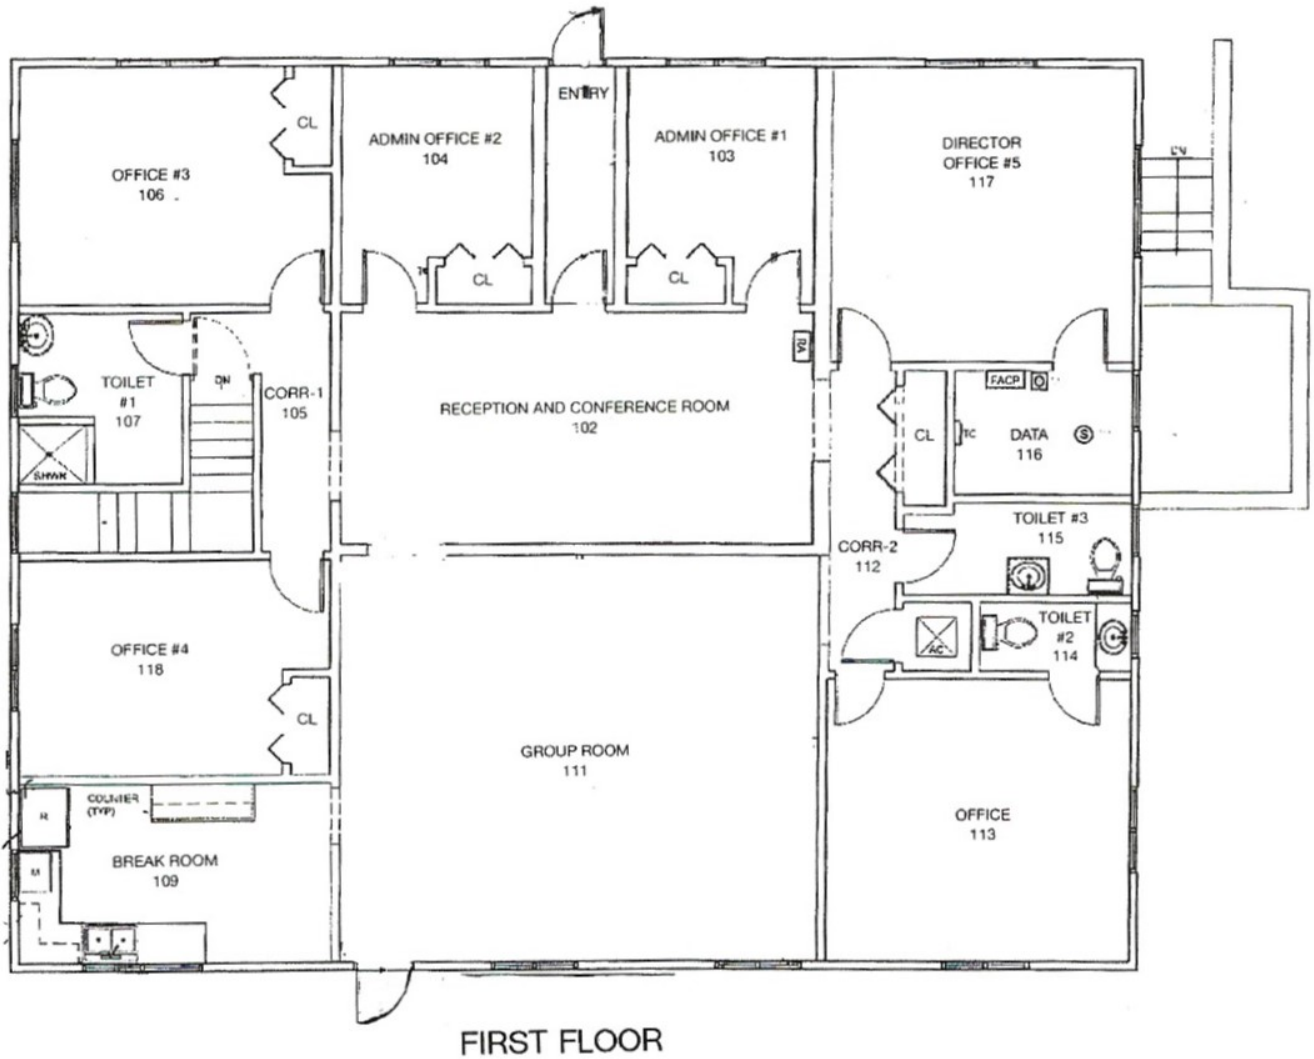 ENTRY
CL
ADMIN OFFICE #2
104
ADMIN OFFICE #1
103
DIRECTOR
OFFICE #5
117
DN
OFFICE #3
106
CL
CL
RA
TOILET
#1
107
DN
CORR-1
105
RECEPTION AND CONFERENCE ROOM
102
FACP
CL
TC
DATA
116
S
SHWR
TOILET #3
115
CORR-2
112
OFFICE #4
118
AC
TOILET
#2
114
CL
GROUP ROOM
111
COUNTER
(TYP)
R
OFFICE
113
BREAK ROOM
109
M
FIRST FLOOR